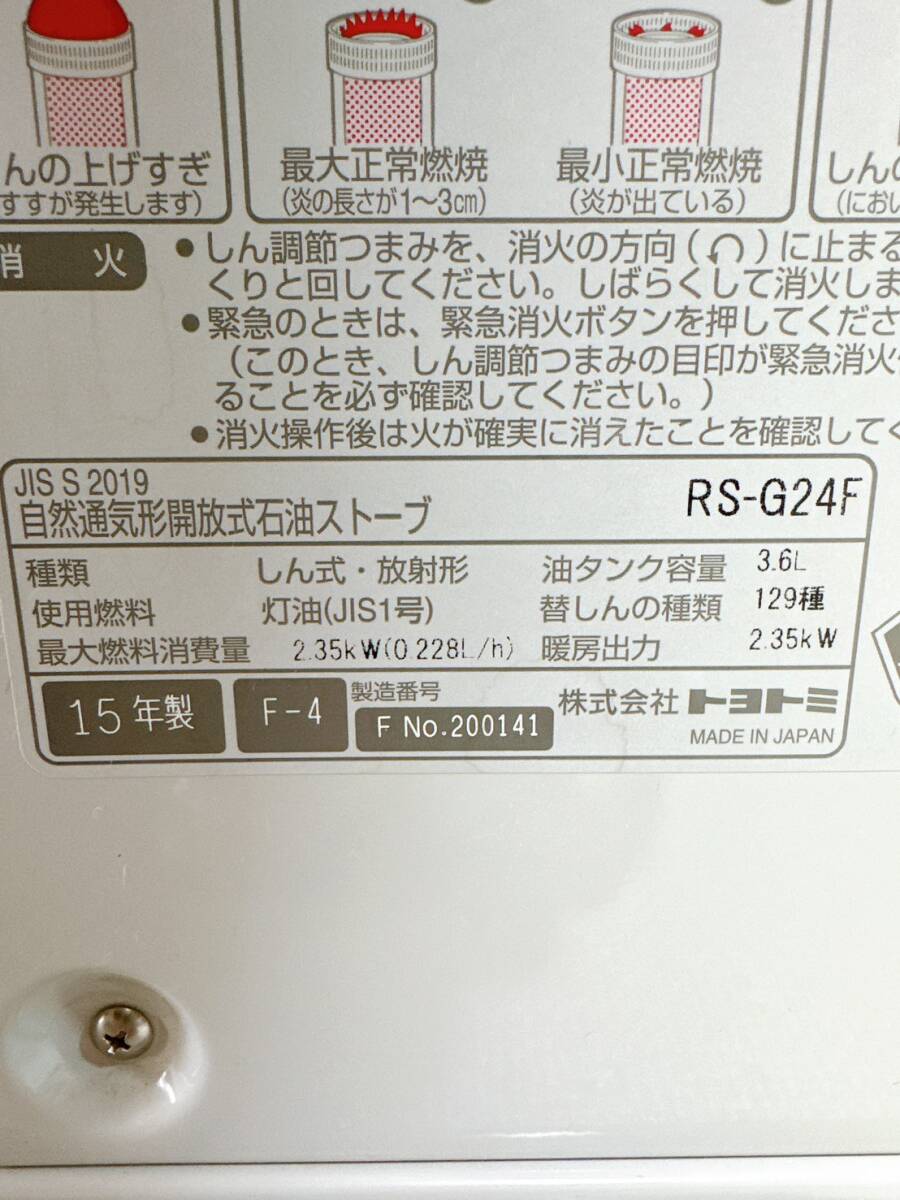 んの上げすぎ
すすが発生します)
最大正常燃焼
(炎の長さが1〜3cm)
最小正常燃焼
(炎が出ている)
しんの
(におい
消 火
●しん調節つまみを、消火の方向( )に止まる
くりと回してください。しばらくして消火しま
●緊急のときは、緊急消火ボタンを押してくださ
(このとき、しん調節つまみの目印が緊急消火
ることを必ず確認してください。)
●消火操作後は火が確実に消えたことを確認してく
JIS S 2019
自然通気形開放式石油ストーブ RS-G24F
種類 しん式・放射形 油タンク容量 3.6L
使用燃料 灯油(JIS1号) 替しんの種類 129種
最大燃料消費量 2.35kW(0.228L/h) 暖房出力 2.35kW
15年製 F-4 製造番号 F No.200141 株式会社トヨトミ
MADE IN JAPAN